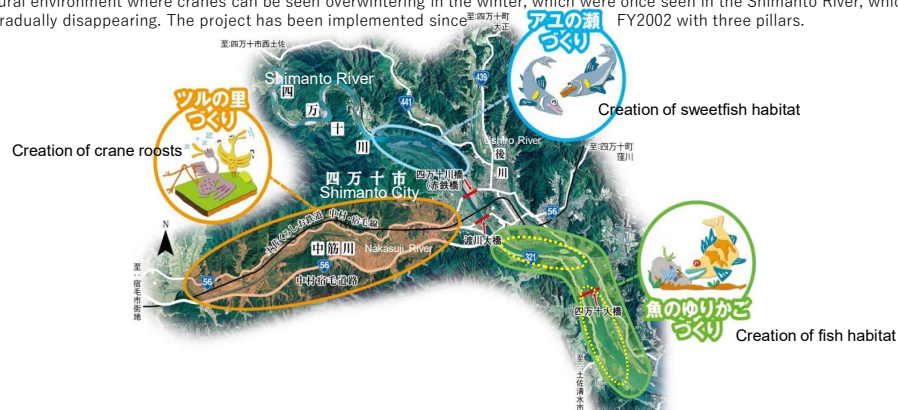 ural environment where cranes can be seen overwintering in the winter, which were once seen in the Shimanto River, whic
gradually disappearing. The project has been implemented since FY2002 with three pillars.
至:四万十町
大正
アユの瀬
づくり
至:四万十市西土佐
Shimanto River
439
441
ツルの里
づくり
四万十川
Creation of sweetfish habitat
Ushiro River
後川
至:四万十町
窪川
Creation of crane roosts
四万十川橋
(赤鉄橋)
四万十市
Shimanto City
56
N
土佐くろしお鉄道 中村・宿毛線
渡川大橋
中筋川
Nakasuji River
321
56
56
中村宿毛道路
至:宿毛市街地
四万十大橋
魚のゆりかご
づくり
Creation of fish habitat
至:土佐清水市